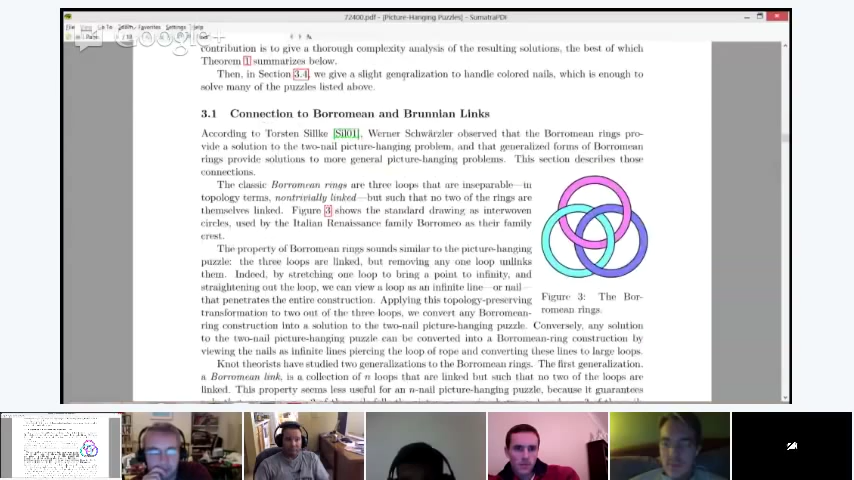 72400.pdf - [Picture-Hanging Puzzles] - SumatraPDF
File View Go To Zoom Favorites Settings Help
Google+
contribution is to give a thorough complexity analysis of the resulting solutions, the best of which
Theorem 1 summarizes below.
Then, in Section 3.4, we give a slight generalization to handle colored nails, which is enough to
solve many of the puzzles listed above.
3.1 Connection to Borromean and Brunnian Links
According to Torsten Sillke [Sil01], Werner Schwärzler observed that the Borromean rings pro-
vide a solution to the two-nail picture-hanging problem, and that generalized forms of Borromean
rings provide solutions to more general picture-hanging problems. This section describes those
connections.
The classic Borromean rings are three loops that are inseparable—in
topology terms, nontrivially linked—but such that no two of the rings are
themselves linked. Figure 3 shows the standard drawing as interwoven
circles, used by the Italian Renaissance family Borromeo as their family
crest.
The property of Borromean rings sounds similar to the picture-hanging
puzzle: the three loops are linked, but removing any one loop unlinks
them. Indeed, by stretching one loop to bring a point to infinity, and
straightening out the loop, we can view a loop as an infinite line—or nail—
that penetrates the entire construction. Applying this topology-preserving
transformation to two out of the three loops, we convert any Borromean-
ring construction into a solution to the two-nail picture-hanging puzzle. Conversely, any solution
to the two-nail picture-hanging puzzle can be converted into a Borromean-ring construction by
viewing the nails as infinite lines piercing the loop of rope and converting these lines to large loops.
Figure 3: The Bor-
romean rings.
Knot theorists have studied two generalizations to the Borromean rings. The first generalization,
a Borromean link, is a collection of n loops that are linked but such that no two of the loops are
linked. This property seems less useful for an n-nail picture-hanging puzzle, because it guarantees